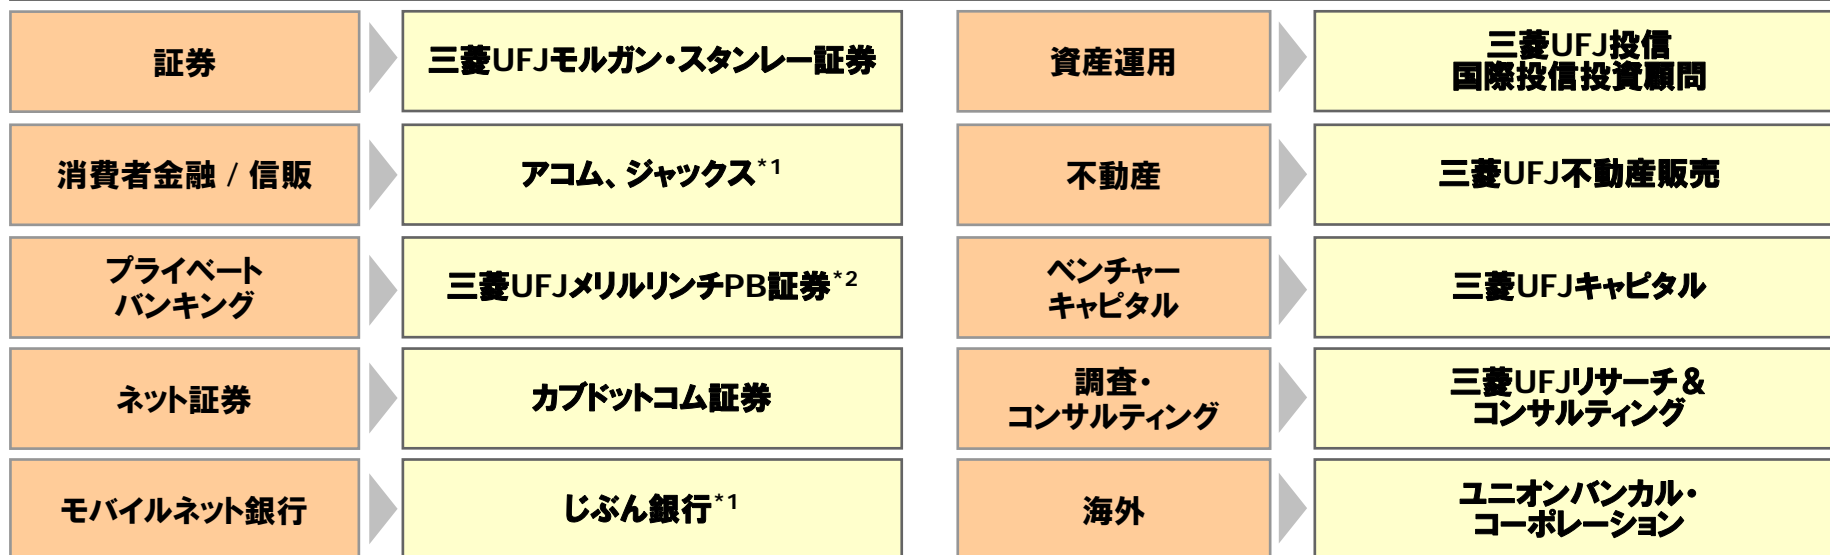 証券
三菱UFJモルガン・スタンレー証券
消費者金融 / 信販
アコム、ジャックス*1
プライベート
バンキング
三菱UFJメリルリンチPB証券*2
ネット証券
カブドットコム証券
モバイルネット銀行
じぶん銀行*1
資産運用
三菱UFJ投信
国際投信投資顧問
不動産
三菱UFJ不動産販売
ベンチャー
キャピタル
三菱UFJキャピタル
調査・
コンサルティング
三菱UFJリサーチ＆
コンサルティング
海外
ユニオンバンカル・
コーポレーション